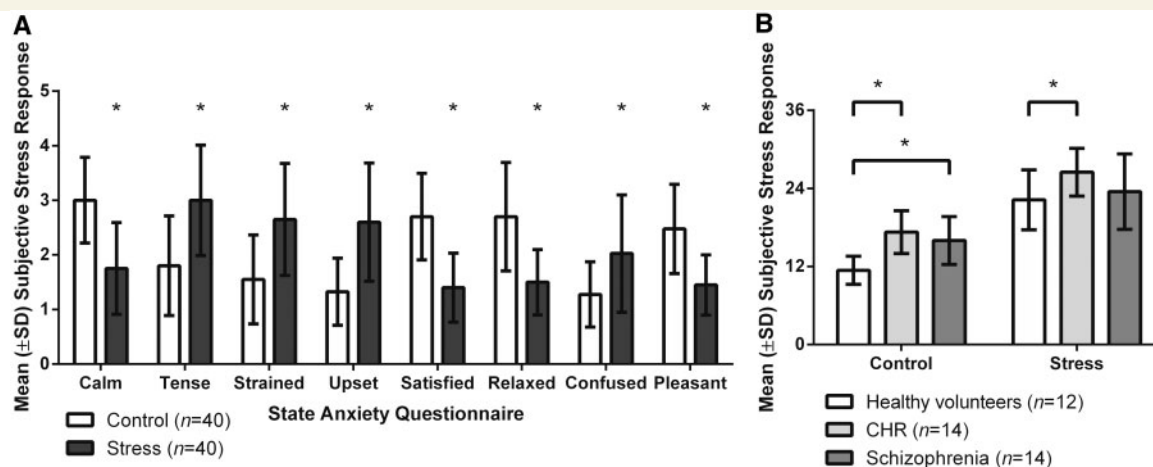 A
Mean (±SD) Subjective Stress Response
5
4
3
2
1
0
* * * * * * * *
Calm Tense Strained Upset Satisfied Relaxed Confused Pleasant
State Anxiety Questionnaire
Control (n=40)
Stress (n=40)
B
Mean (±SD) Subjective Stress Response
36
24
12
0
* *
*
Control Stress
Healthy volunteers (n=12)
CHR (n=14)
Schizophrenia (n=14)